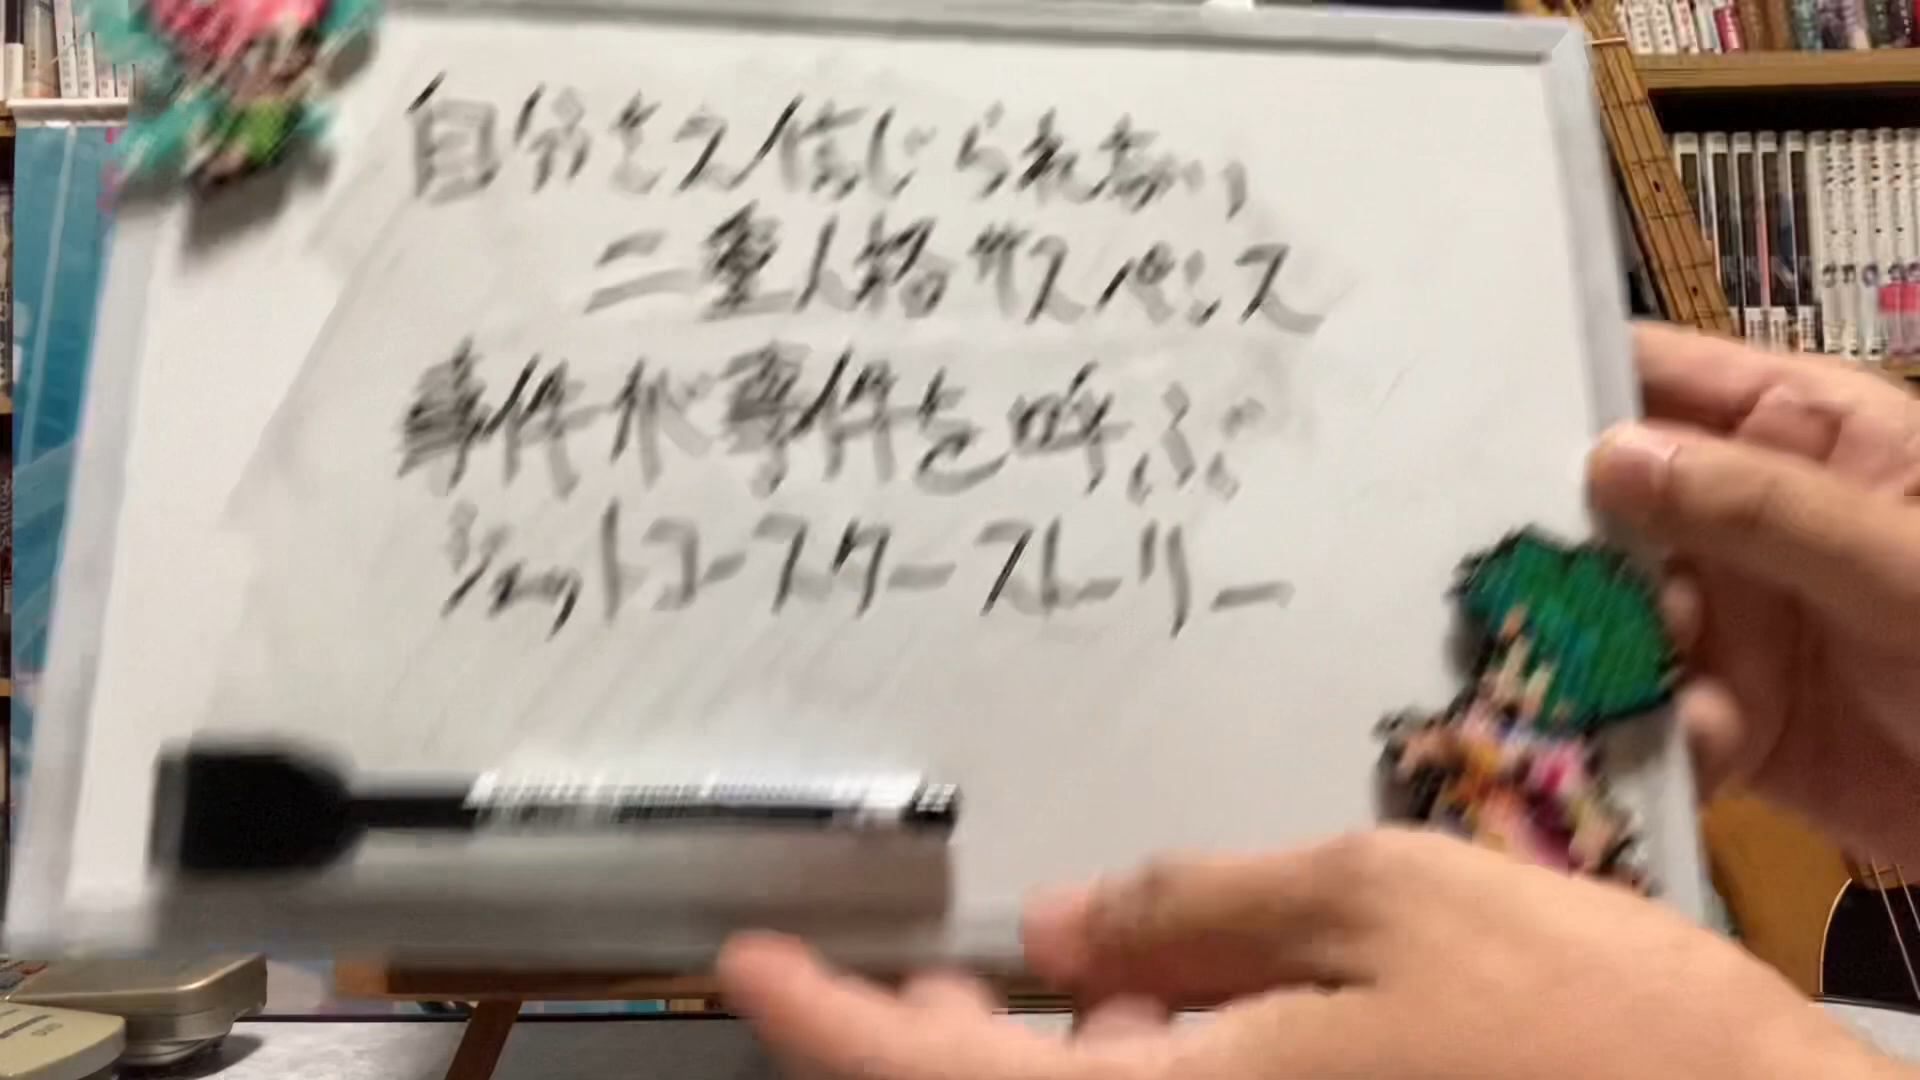 自分さえ信じられない
二重人格サスペンス
事件が事件を呼ぶ
ジェットコースターストーリー